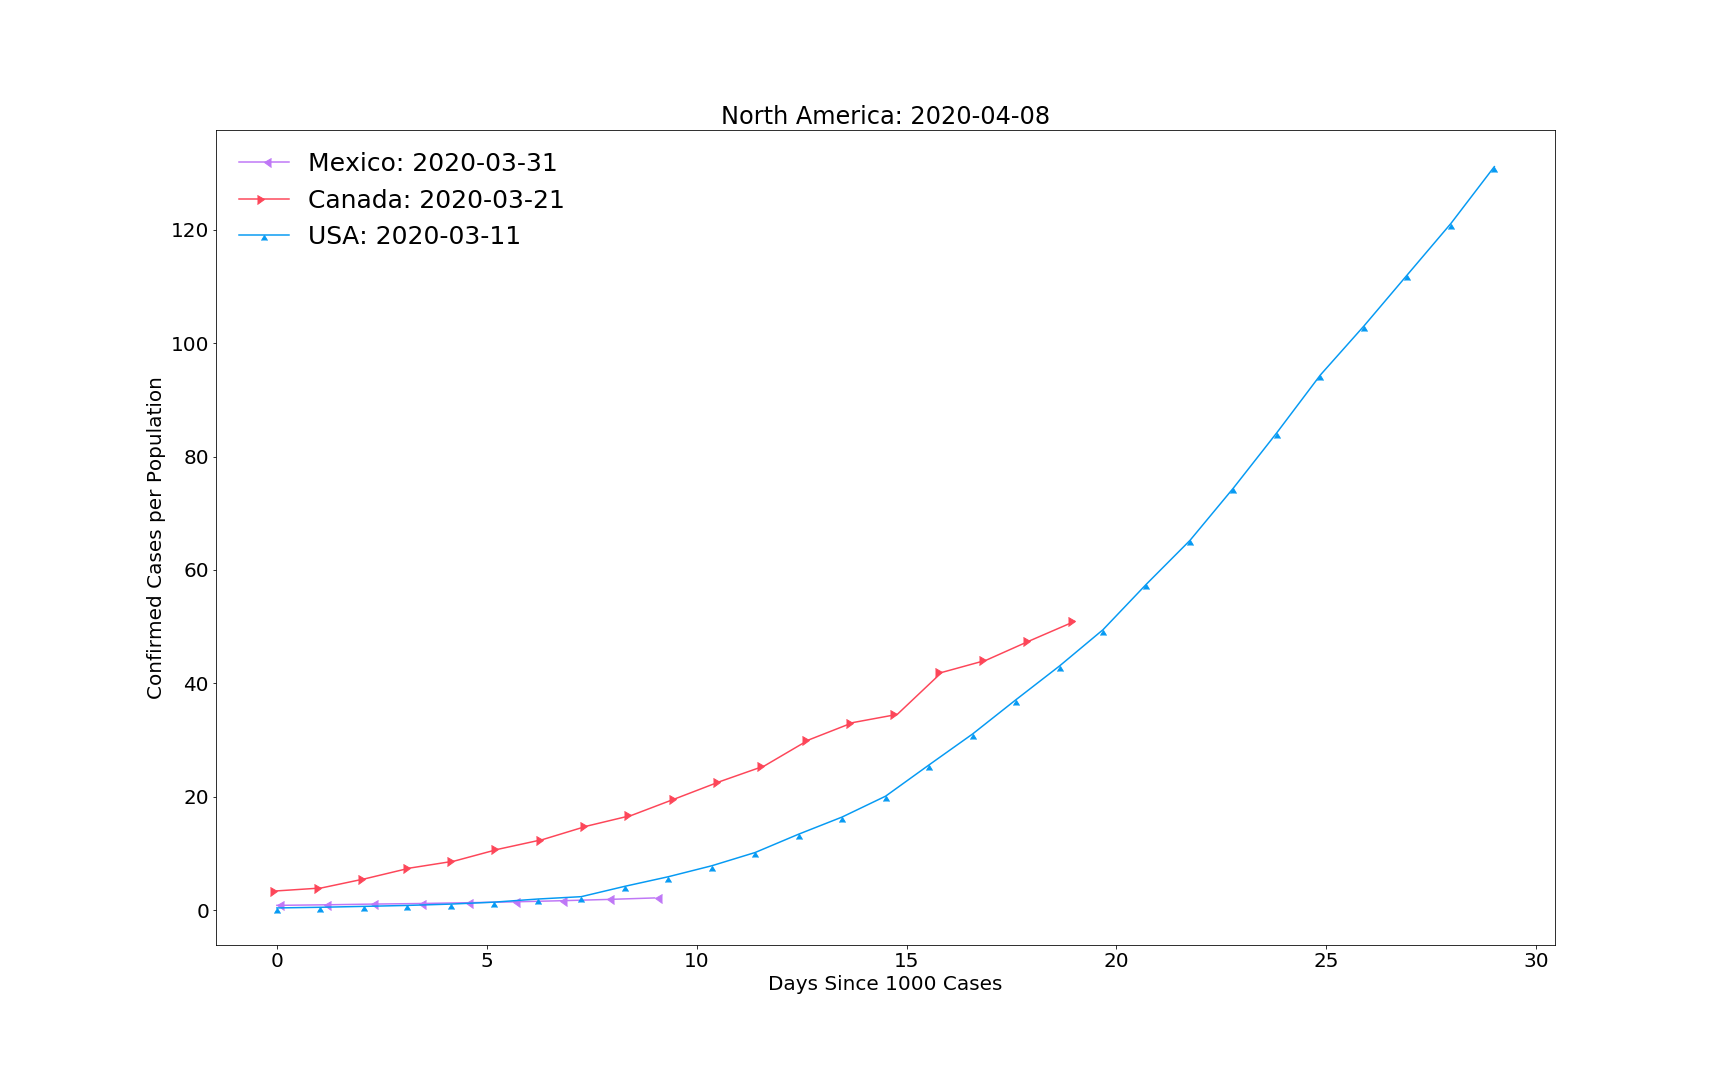 North America: 2020-04-08
Mexico: 2020-03-31
Canada: 2020-03-21
USA: 2020-03-11
Confirmed Cases per Population
120
100
80
60
40
20
0
0 5 10 15 20 25 30
Days Since 1000 Cases